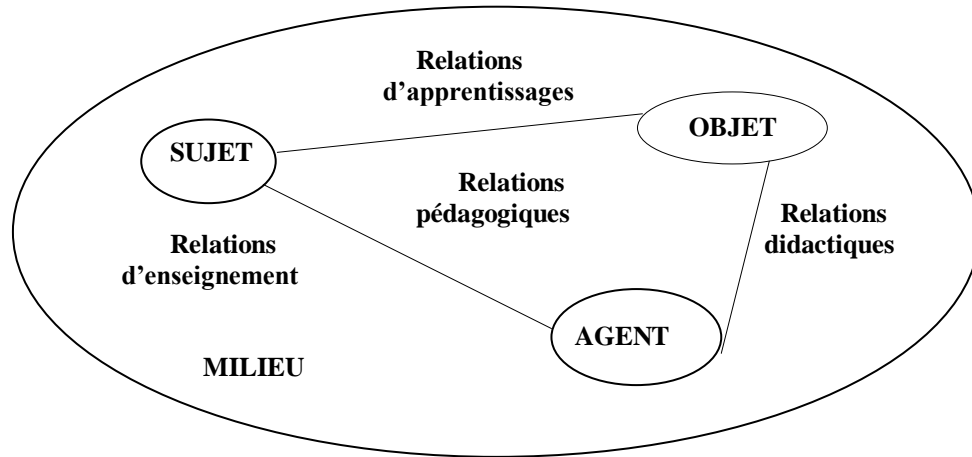 Relations
d’apprentissages
OBJET
SUJET
Relations
pédagogiques
Relations
didactiques
Relations
d’enseignement
AGENT
MILIEU